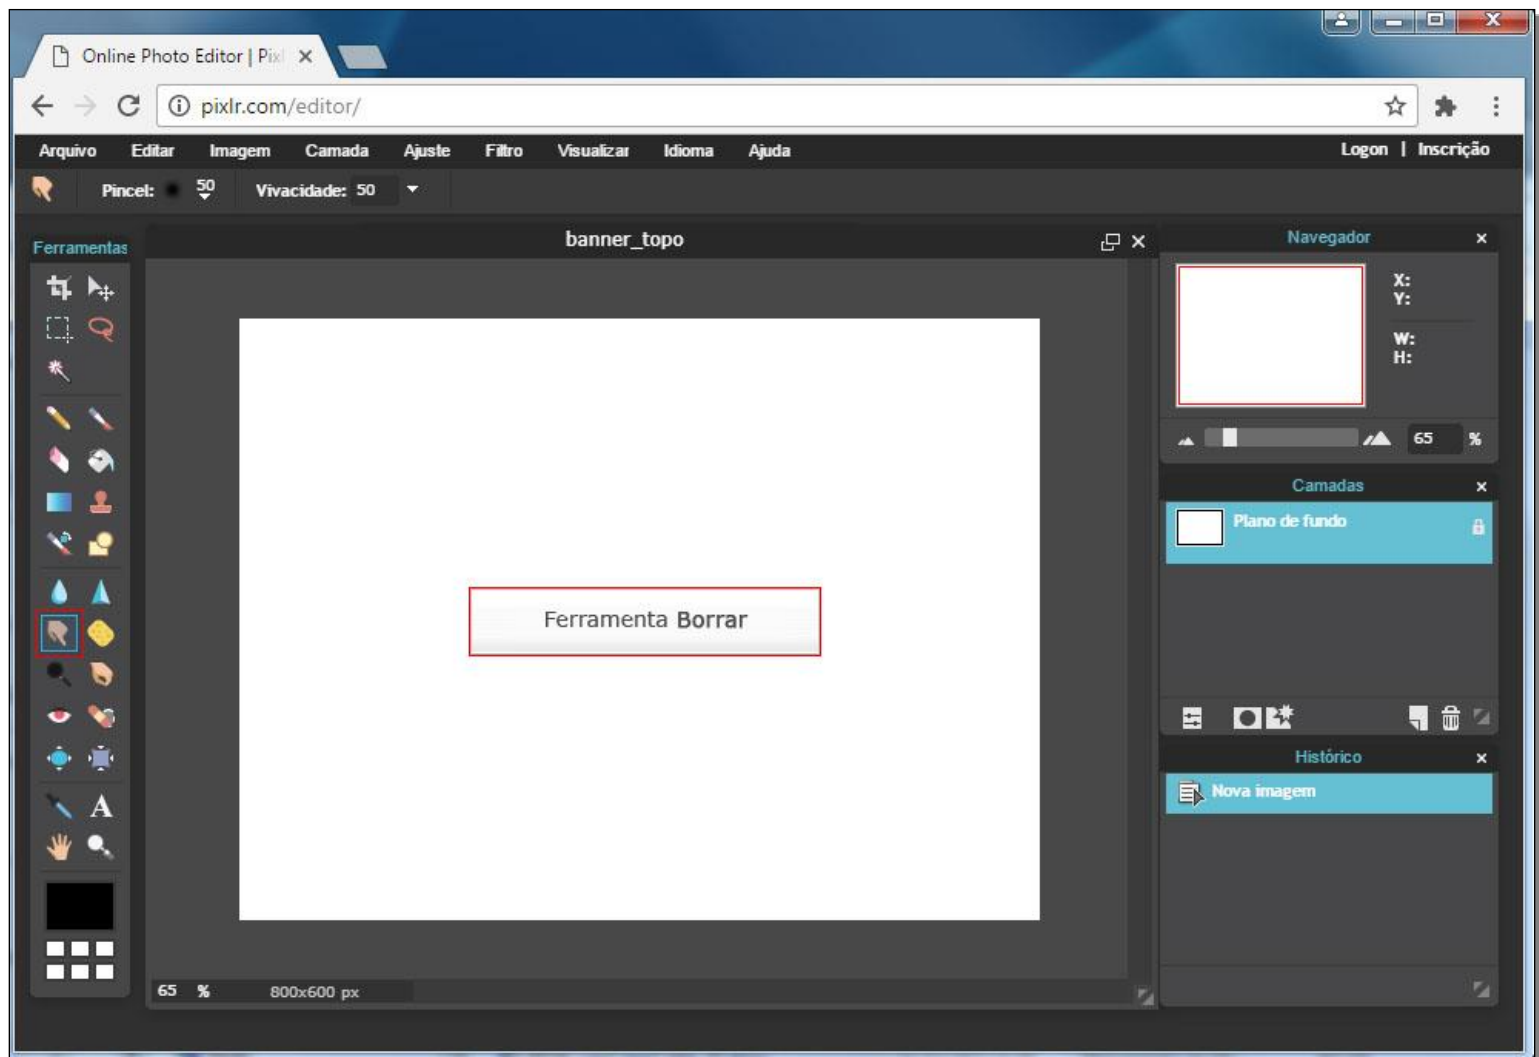 Online Photo Editor | Pixl
pixlr.com/editor/
Arquivo Editar Imagem Camada Ajuste Filtro Visualizar Idioma Ajuda Logon | Inscrição
Pincel: 50 Vivacidade: 50
Ferramentas
banner_topo
Navegador
X:
Y:
W:
H:
65 %
Camadas
Plano de fundo
Ferramenta Borrar
Histórico
Nova imagem
A
65 % 800x600 px